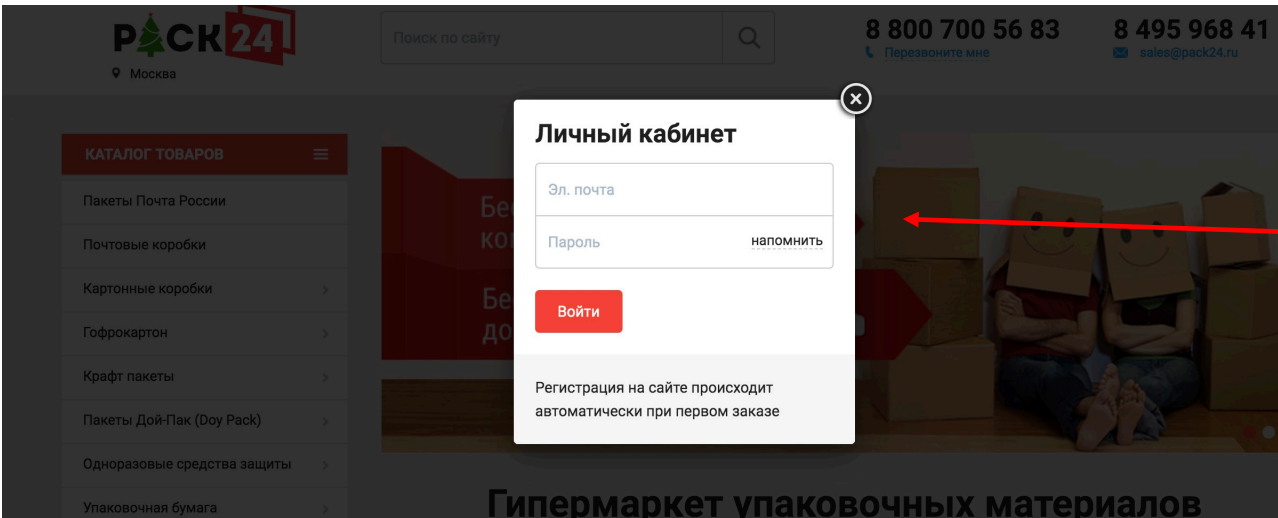 PACK24
Москва
Поиск по сайту
8 800 700 56 83
Перезвоните мне
8 495 968 41
sales@pack24.ru
КАТАЛОГ ТОВАРОВ
Пакеты Почта России
Почтовые коробки
Картонные коробки
Гофрокартон
Крафт пакеты
Пакеты Дой-Пак (Doy Pack)
Одноразовые средства защиты
Упаковочная бумага
Личный кабинет
Эл. почта
Пароль
напомнить
Войти
Регистрация на сайте происходит
автоматически при первом заказе
Гипермаркет упаковочных материалов